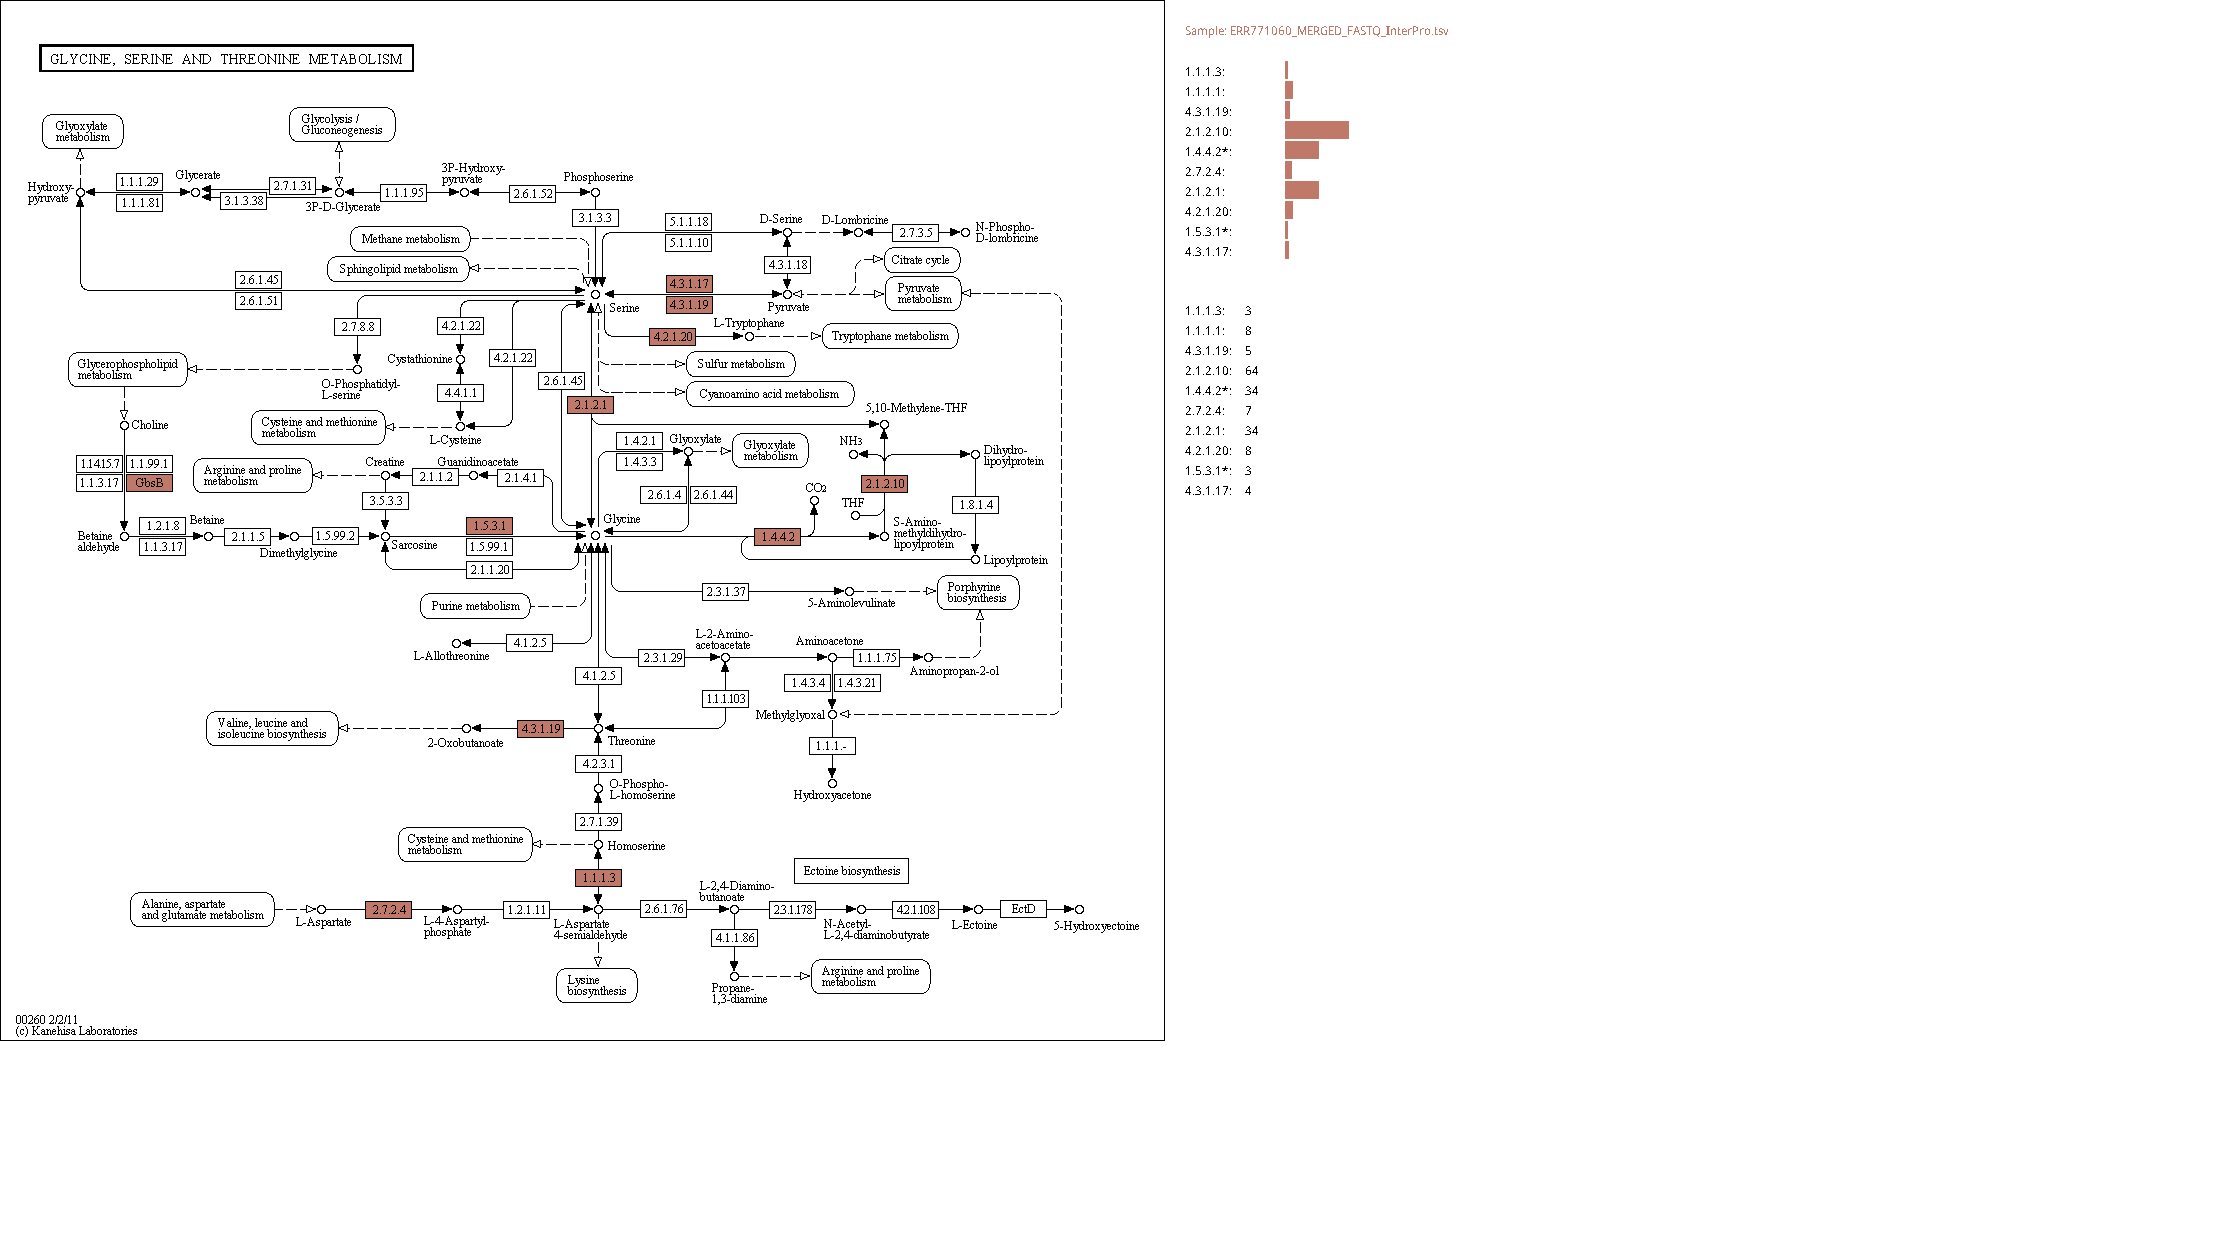 GLYCINE, SERINE AND THREONINE METABOLISM
Sample: ERR771060_MERGED_FASTQ_InterPro.tsv
1.1.1.3:
1.1.1.1:
4.3.1.19:
2.1.2.10:
1.4.4.2*:
2.7.2.4:
2.1.2.1:
4.2.1.20:
1.5.3.1*:
4.3.1.17:
1.1.1.3: 3
1.1.1.1: 8
4.3.1.19: 5
2.1.2.10: 64
1.4.4.2*: 34
2.7.2.4: 7
2.1.2.1: 34
4.2.1.20: 8
1.5.3.1*: 3
4.3.1.17: 4
Glyoxylate
metabolism
Glycolysis /
Gluconeogenesis
Hydroxy-
pyruvate
1.1.1.29
1.1.1.81
Glycerate
2.7.1.31
3.1.3.38
3P-D-Glycerate
1.1.1.95
3P-Hydroxy-
pyruvate
2.6.1.52
Phosphoserine
3.1.3.3
Methane metabolism
Sphingolipid metabolism
5.1.1.18
5.1.1.10
D-Serine
D-Lombricine
2.7.3.5
N-Phospho-
D-lombricine
4.3.1.18
Citrate cycle
2.6.1.45
2.6.1.51
4.3.1.17
4.3.1.19
Serine
Pyruvate
Pyruvate
metabolism
2.7.8.8
4.2.1.22
4.2.1.20
L-Tryptophane
Tryptophane metabolism
Cystathionine
4.2.1.22
Glycerophospholipid
metabolism
O-Phosphatidyl-
L-serine
4.4.1.1
2.6.1.45
Sulfur metabolism
Cyanoamino acid metabolism
2.1.2.1
5,10-Methylene-THF
Choline
Cysteine and methionine
metabolism
L-Cysteine
1.4.2.1
1.4.3.3
Glyoxylate
Glyoxylate
metabolism
NH3
Dihydro-
lipoylprotein
1.14.15.7
1.1.99.1
1.1.3.17
GbsB
Arginine and proline
metabolism
Creatine
2.1.1.2
Guanidinoacetate
2.1.4.1
3.5.3.3
2.6.1.4
2.6.1.44
CO2
THF
2.1.2.10
1.8.1.4
Betaine
aldehyde
1.2.1.8
1.1.3.17
Betaine
2.1.1.5
Dimethylglycine
1.5.99.2
Sarcosine
1.5.3.1
1.5.99.1
2.1.1.20
Glycine
1.4.4.2
S-Amino-
methyldihydro-
lipoylprotein
Lipoylprotein
Purine metabolism
2.3.1.37
5-Aminolevulinate
Porphyrine
biosynthesis
L-Allothreonine
4.1.2.5
4.1.2.5
2.3.1.29
L-2-Amino-
acetoacetate
Aminoacetone
1.1.1.75
Aminopropan-2-ol
1.1.1.103
1.4.3.4
1.4.3.21
Methylglyoxal
Valine, leucine and
isoleucine biosynthesis
2-Oxobutanoate
4.3.1.19
Threonine
1.1.1.-
Hydroxyacetone
4.2.3.1
O-Phospho-
L-homoserine
2.7.1.39
Cysteine and methionine
metabolism
Homoserine
1.1.1.3
Ectoine biosynthesis
Alanine, aspartate
and glutamate metabolism
L-Aspartate
2.7.2.4
L-4-Aspartyl-
phosphate
1.2.1.11
L-Aspartate
4-semialdehyde
2.6.1.76
L-2,4-Diamino-
butanoate
2.3.1.178
N-Acetyl-
L-2,4-diaminobutyrate
4.2.1.108
L-Ectoine
EctD
5-Hydroxyectoine
4.1.1.86
Lysine
biosynthesis
Propane-
1,3-diamine
Arginine and proline
metabolism
00260 2/2/11
(c) Kanehisa Laboratories